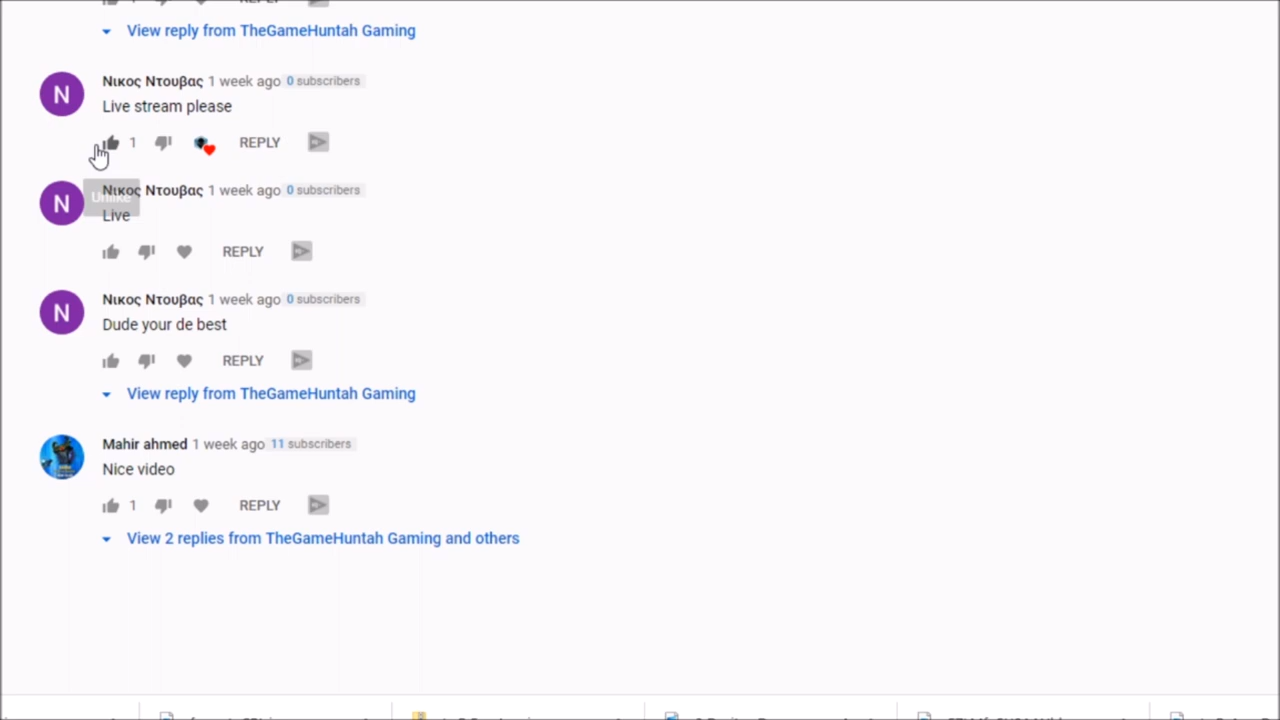 View reply from TheGameHuntah Gaming
N
Νικος Ντουβας 1 week ago 0 subscribers
Live stream please
1 REPLY
N
Νικος Ντουβας 1 week ago 0 subscribers
Unlike
Live
REPLY
N
Νικος Ντουβας 1 week ago 0 subscribers
Dude your de best
REPLY
View reply from TheGameHuntah Gaming
Mahir ahmed 1 week ago 11 subscribers
Nice video
1 REPLY
View 2 replies from TheGameHuntah Gaming and others